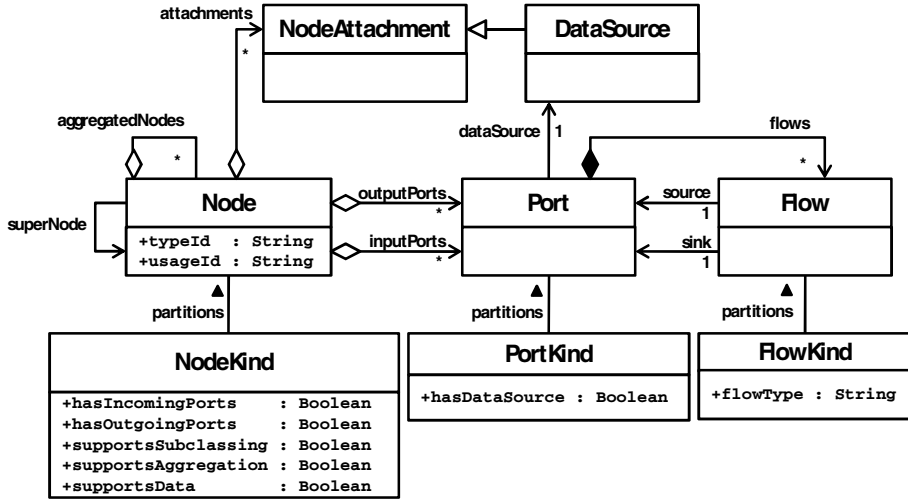 attachments
*
NodeAttachment
DataSource
aggregatedNodes
*
dataSource
1
flows
*
Node
+typeId : String
+usageId : String
superNode
outputPorts
*
inputPorts
*
Port
source
1
sink
1
Flow
partitions
partitions
partitions
NodeKind
+hasIncomingPorts : Boolean
+hasOutgoingPorts : Boolean
+supportsSubclassing : Boolean
+supportsAggregation : Boolean
+supportsData : Boolean
PortKind
+hasDataSource : Boolean
FlowKind
+flowType : String